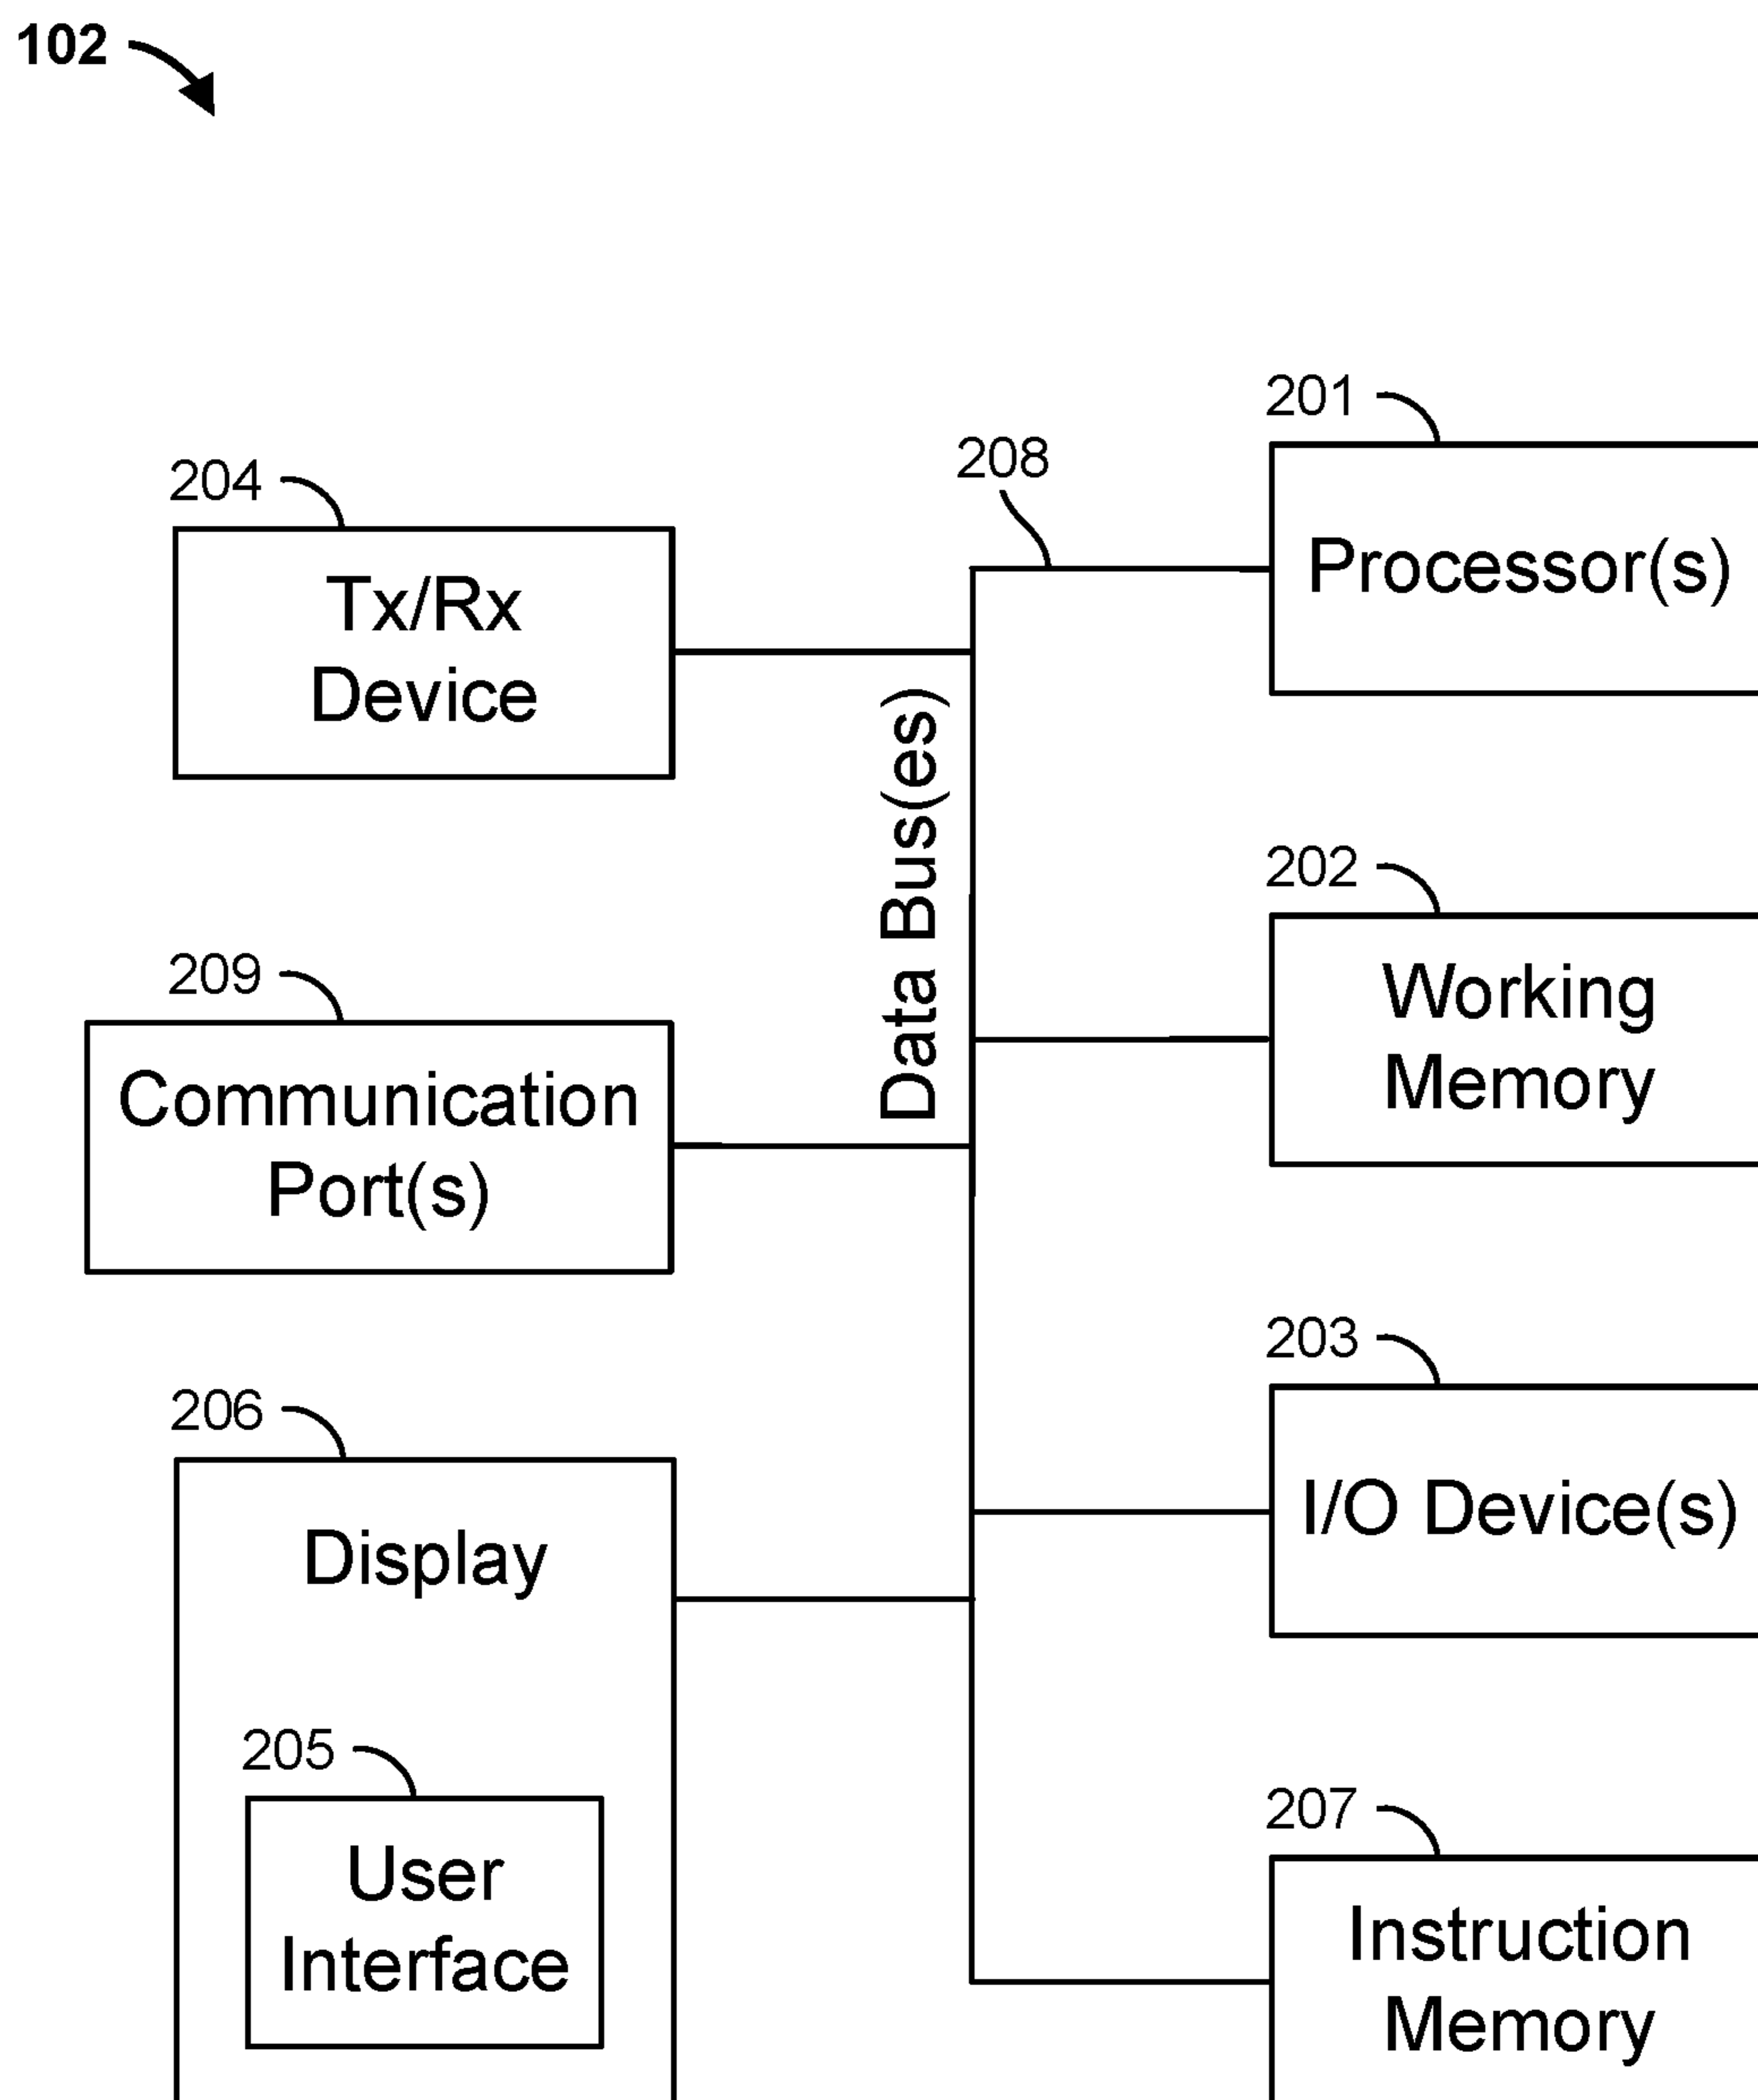 102
201
208
204
Processor(s)
Tx/Rx
Device
Data Bus(es)
202
209
Working
Memory
Communication
Port(s)
203
206
I/O Device(s)
Display
205
207
User
Interface
Instruction
Memory